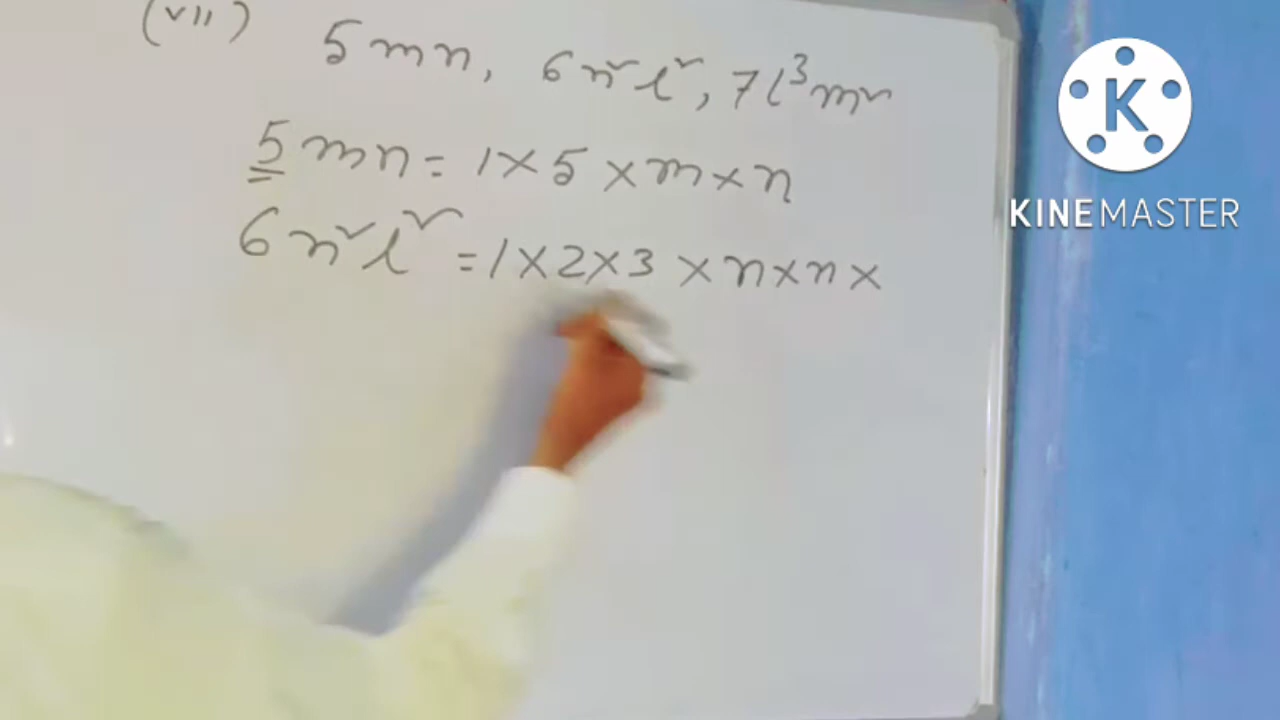 (vii) 5mn, 6n²l², 7l³m²
5mn = 1×5×m×n
6n²l² = 1×2×3×n×n×
K
KINEMASTER